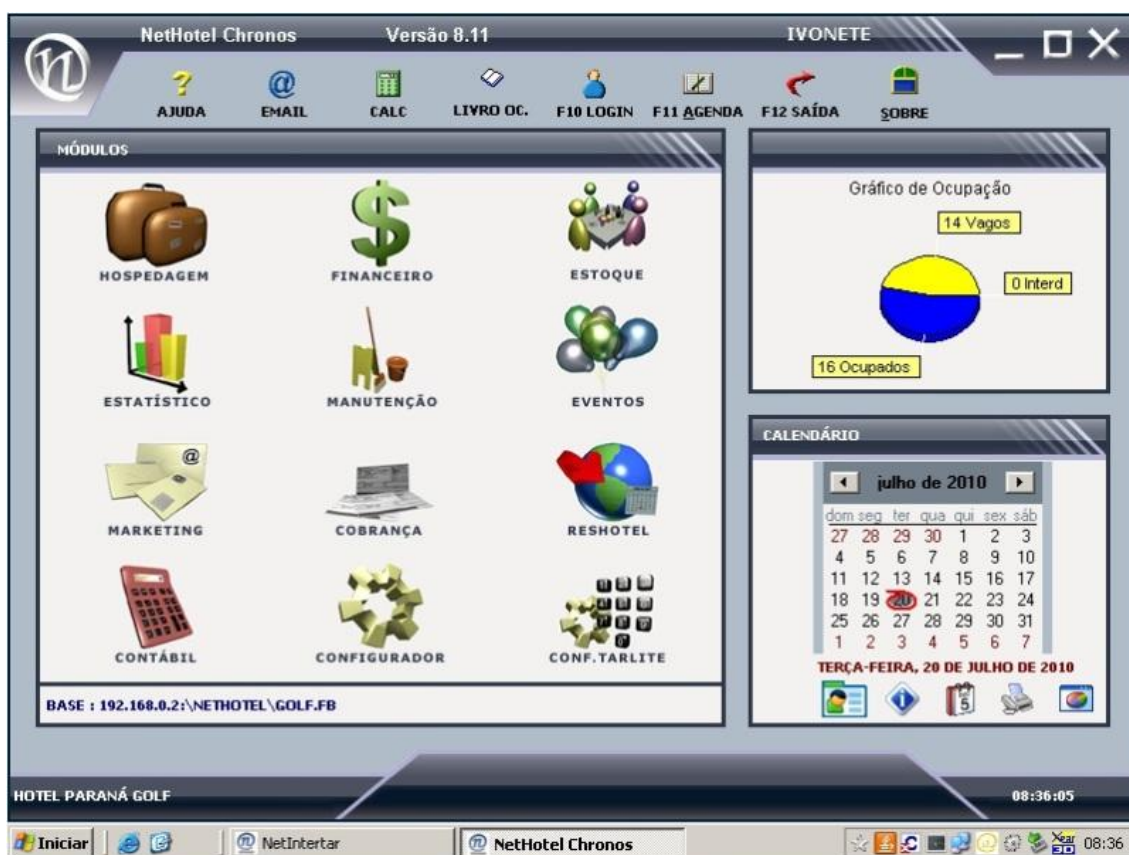 NetHotel Chronos Versão 8.11 IVONETE
AJUDA EMAIL CALC LIVRO OC. F10 LOGIN F11 AGENDA F12 SAÍDA SOBRE
MÓDULOS
HOSPEDAGEM FINANCEIRO ESTOQUE
ESTATÍSTICO MANUTENÇÃO EVENTOS
MARKETING COBRANÇA RESHOTEL
CONTÁBIL CONFIGURADOR CONF.TARLITE
BASE : 192.168.0.2:\NETHOTEL\GOLF.FB
Gráfico de Ocupação
14 Vagos
0 Interd
16 Ocupados
CALENDÁRIO
julho de 2010
dom seg ter qua qui sex sáb
27 28 29 30 1 2 3
4 5 6 7 8 9 10
11 12 13 14 15 16 17
18 19 20 21 22 23 24
25 26 27 28 29 30 31
1 2 3 4 5 6 7
TERÇA-FEIRA, 20 DE JULHO DE 2010
HOTEL PARANÁ GOLF 08:36:05
Iniciar NetIntertar NetHotel Chronos 08:36